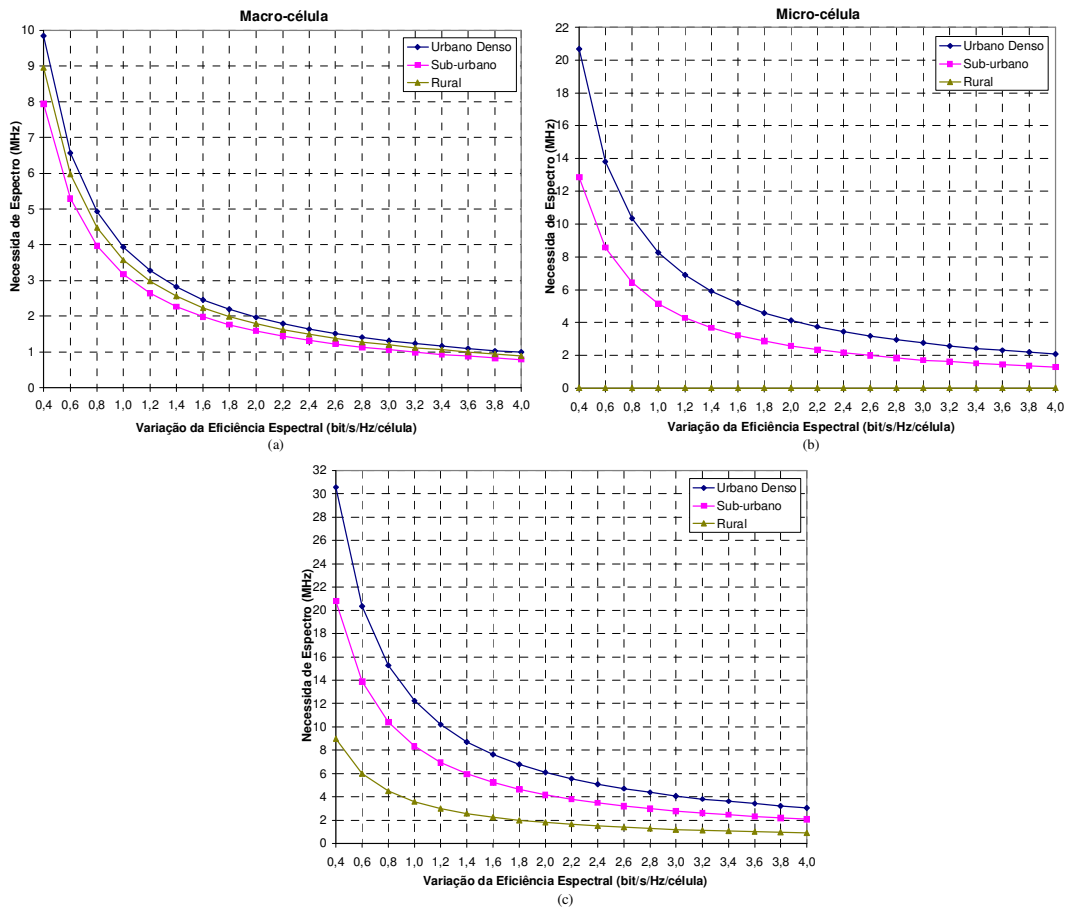 Macro-célula
Necessida de Espectro (MHz)
10
9
8
7
6
5
4
3
2
1
0
Urbano Denso
Sub-urbano
Rural
0,4 0,6 0,8 1,0 1,2 1,4 1,6 1,8 2,0 2,2 2,4 2,6 2,8 3,0 3,2 3,4 3,6 3,8 4,0
Variação da Eficiência Espectral (bit/s/Hz/célula)
(a)
Micro-célula
Necessida de Espectro (MHz)
22
20
18
16
14
12
10
8
6
4
2
0
Urbano Denso
Sub-urbano
Rural
0,4 0,6 0,8 1,0 1,2 1,4 1,6 1,8 2,0 2,2 2,4 2,6 2,8 3,0 3,2 3,4 3,6 3,8 4,0
Variação da Eficiência Espectral (bit/s/Hz/célula)
(b)
Necessida de Espectro (MHz)
32
30
28
26
24
22
20
18
16
14
12
10
8
6
4
2
0
Urbano Denso
Sub-urbano
Rural
0,4 0,6 0,8 1,0 1,2 1,4 1,6 1,8 2,0 2,2 2,4 2,6 2,8 3,0 3,2 3,4 3,6 3,8 4,0
Variação da Eficiência Espectral (bit/s/Hz/célula)
(c)